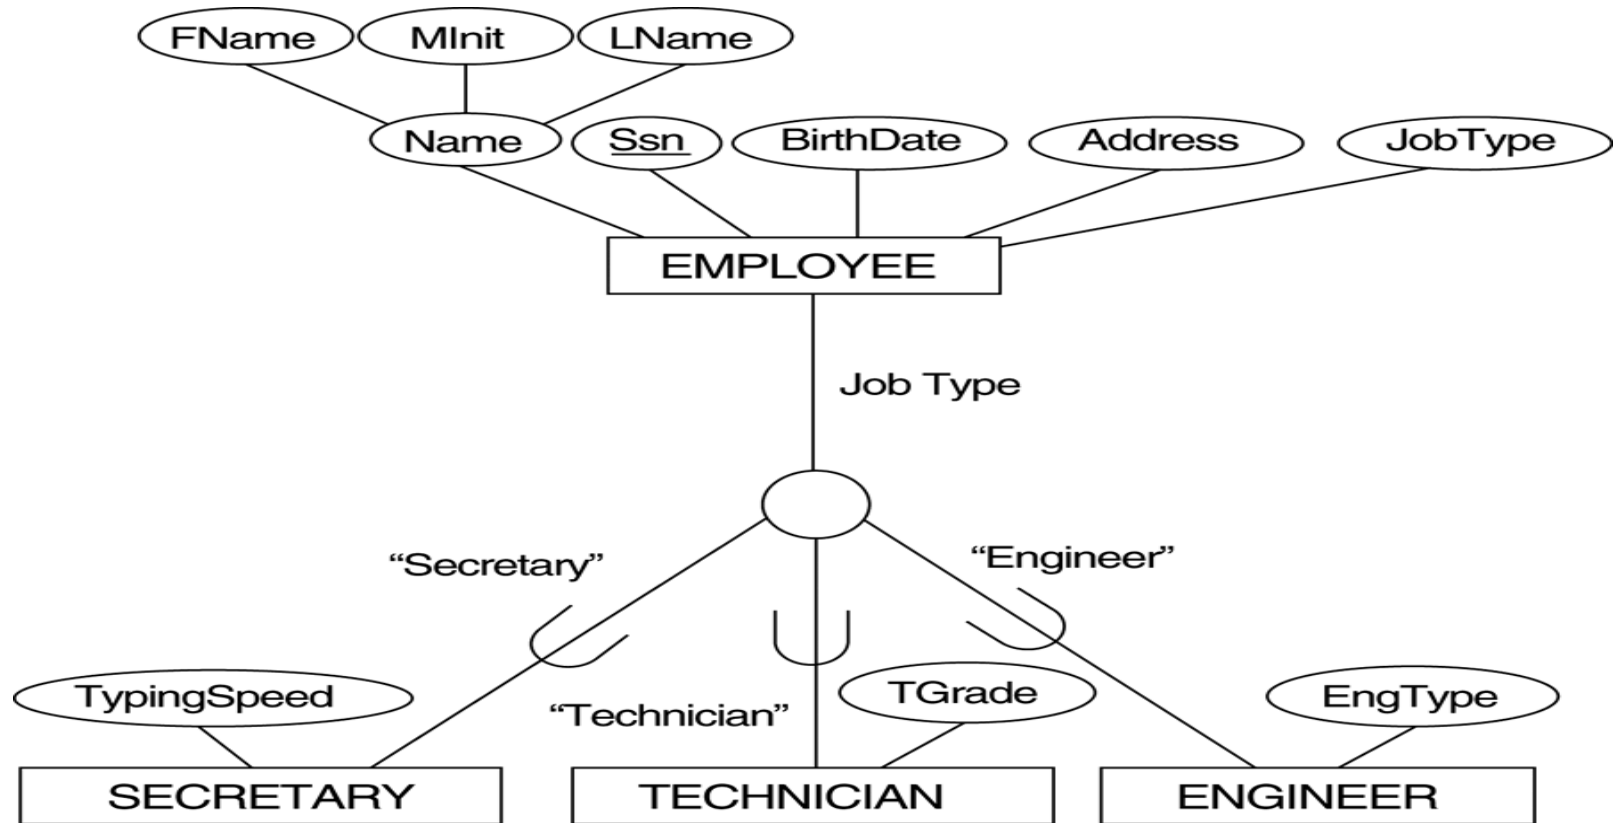 FName MInit LName
Name Ssn BirthDate Address JobType
EMPLOYEE
Job Type
“Secretary” “Engineer”
TypingSpeed “Technician” TGrade EngType
SECRETARY TECHNICIAN ENGINEER